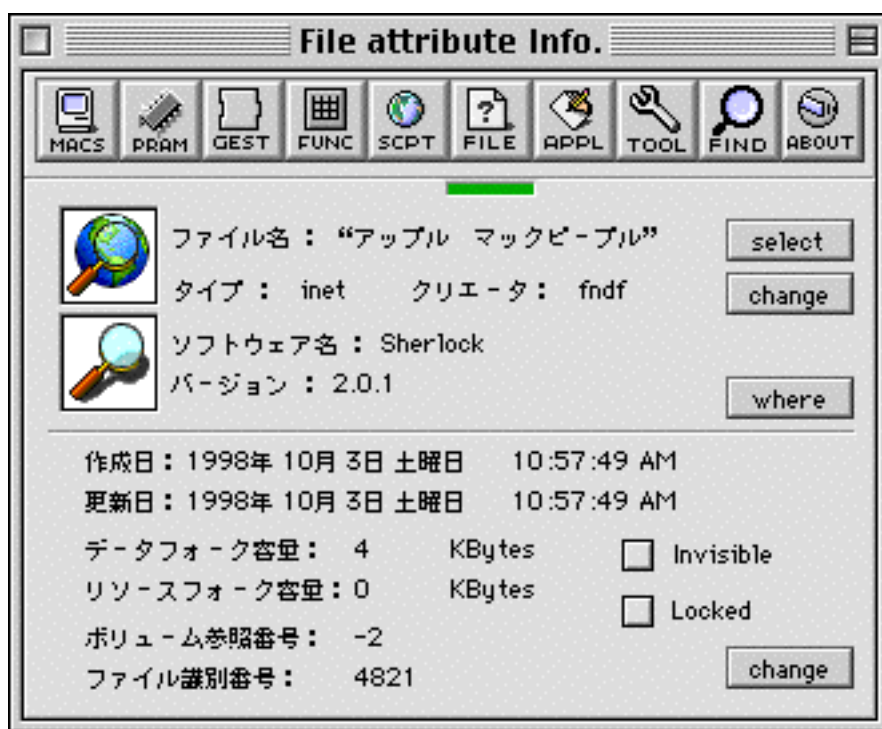 File attribute Info.
MACS PRAM GEST FUNC SCPT FILE APPL TOOL FIND ABOUT
ファイル名： “アップル マックピープル” select
タイプ： inet クリエータ： fndf change
ソフトウェア名： Sherlock
バージョン： 2.0.1 where
作成日：1998年 10月 3日 土曜日 10:57:49 AM
更新日：1998年 10月 3日 土曜日 10:57:49 AM
データフォーク容量： 4 KBytes Invisible
リソースフォーク容量：0 KBytes
Locked
ボリューム参照番号： -2
ファイル識別番号： 4821 change